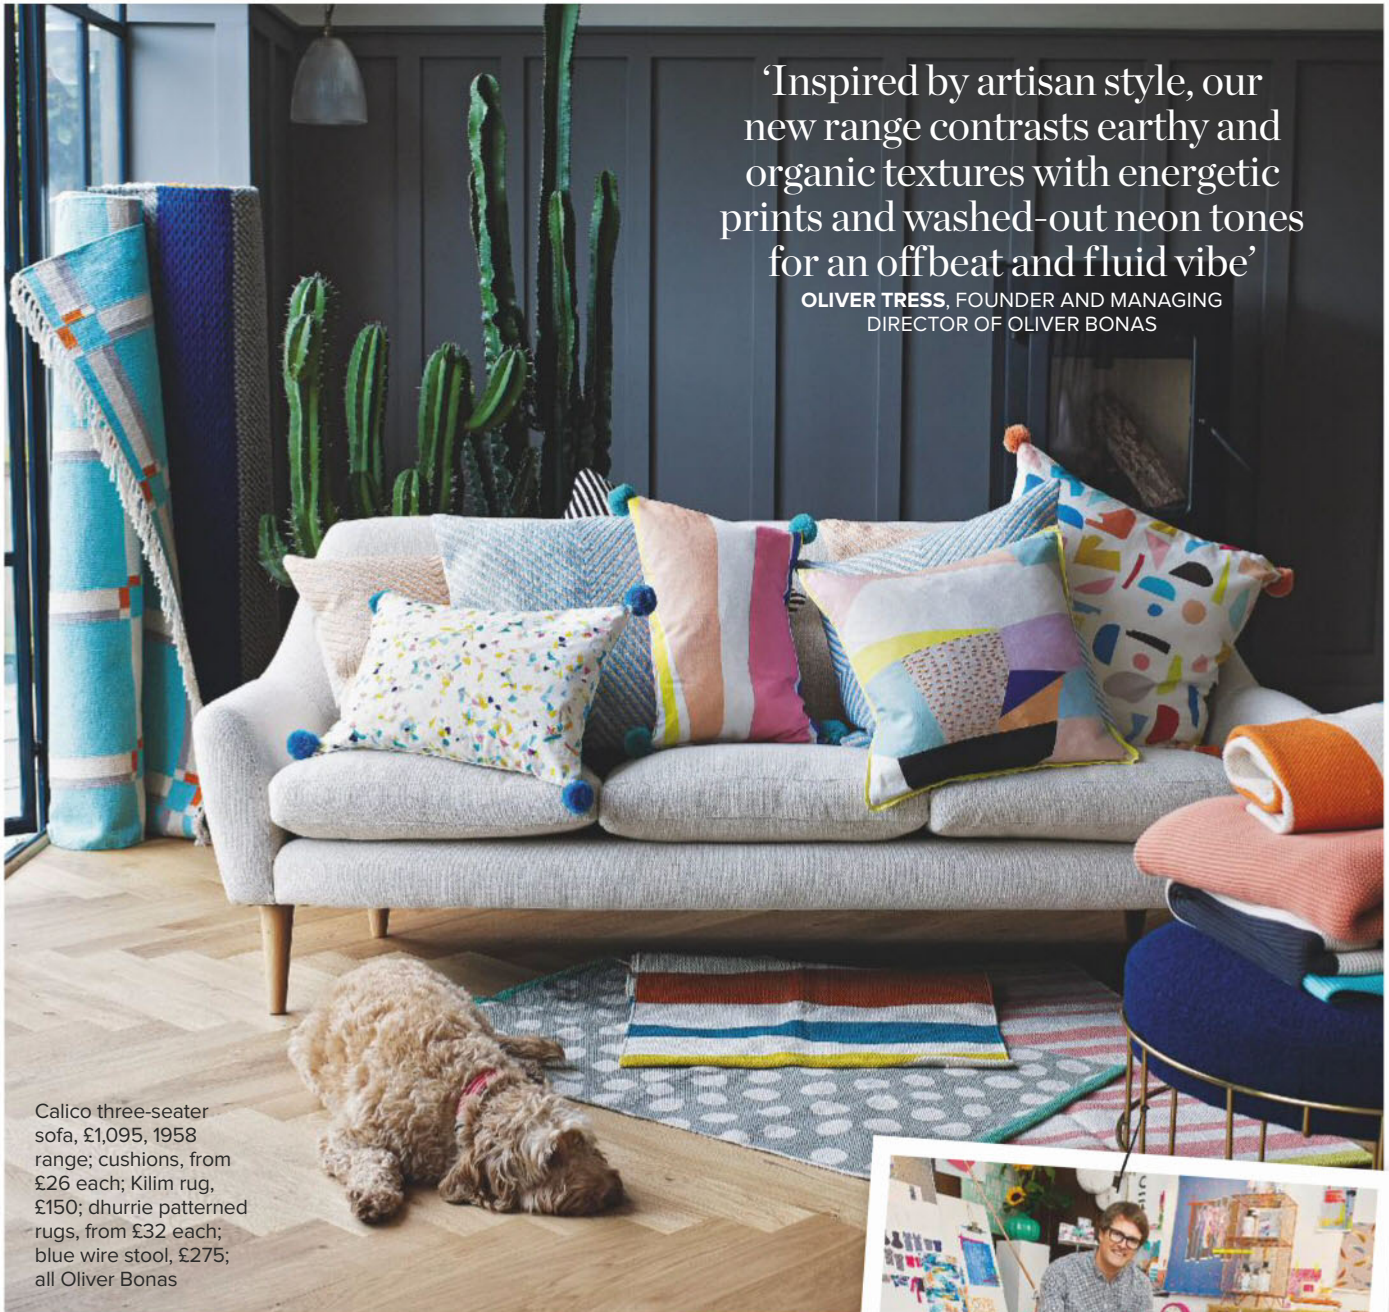 ‘Inspired by artisan style, our
new range contrasts earthy and
organic textures with energetic
prints and washed-out neon tones
for an offbeat and fluid vibe’
OLIVER TRESS, FOUNDER AND MANAGING
DIRECTOR OF OLIVER BONAS
Calico three-seater
sofa, £1,095, 1958
range; cushions, from
£26 each; Kilim rug,
£150; dhurrie patterned
rugs, from £32 each;
blue wire stool, £275;
all Oliver Bonas